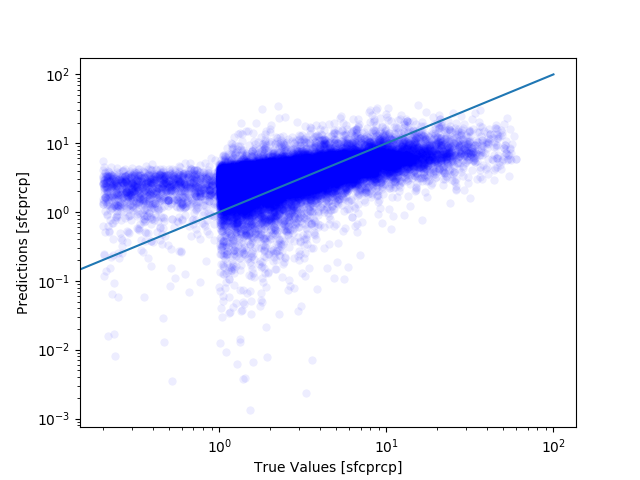 10²
10¹
10⁰
10⁻¹
10⁻²
10⁻³
Predictions [sfcprcp]
10⁰ 10¹ 10²
True Values [sfcprcp]